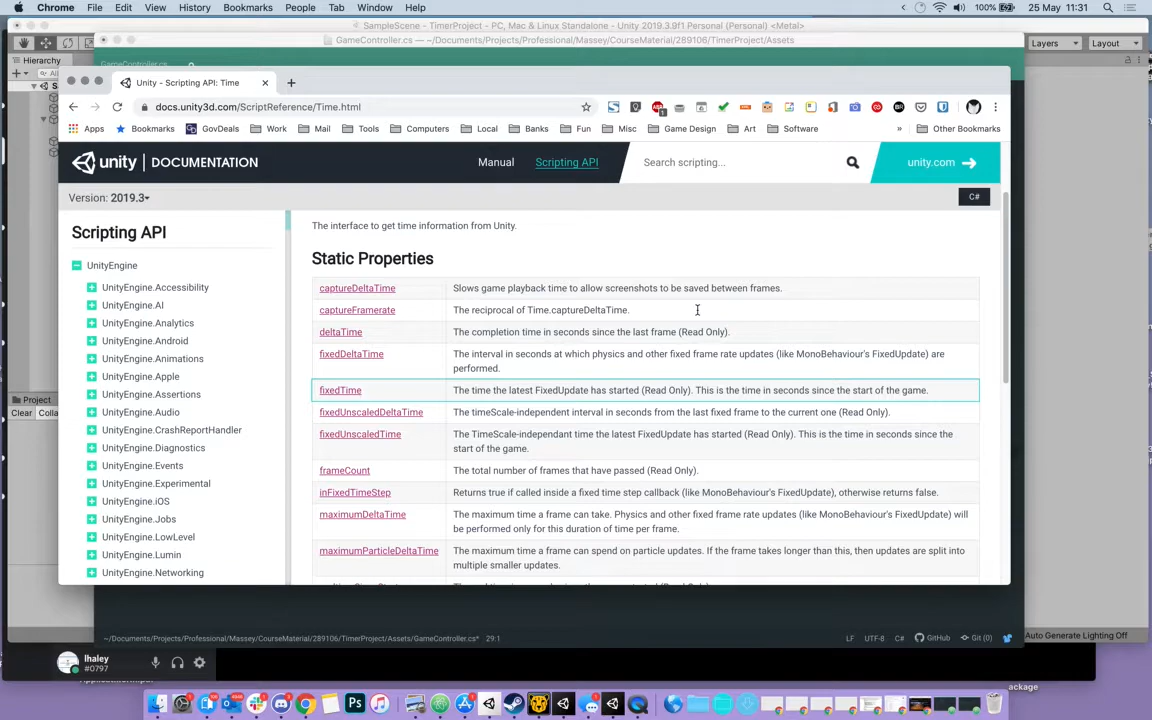 Chrome File Edit View History Bookmarks People Tab Window Help 100% 25 May 11:31
SampleScene - TimerProject - PC, Mac & Linux Standalone - Unity 2019.3.9f1 Personal (Personal) <Metal>
GameController.cs — ~/Documents/Projects/Professional/Massey/CourseMaterial/289106/TimerProject/Assets
Layers Layout
Hierarchy
GameController.cs
Unity - Scripting API: Time
docs.unity3d.com/ScriptReference/Time.html
Apps Bookmarks GovDeals Work Mail Tools Computers Local Banks Fun Misc Game Design Art Software » Other Bookmarks
unity | DOCUMENTATION Manual Scripting API Search scripting... unity.com
Version: 2019.3 C#
Scripting API
UnityEngine
UnityEngine.Accessibility
UnityEngine.AI
UnityEngine.Analytics
UnityEngine.Android
UnityEngine.Animations
UnityEngine.Apple
UnityEngine.Assertions
UnityEngine.Audio
UnityEngine.CrashReportHandler
UnityEngine.Diagnostics
UnityEngine.Events
UnityEngine.Experimental
UnityEngine.iOS
UnityEngine.Jobs
UnityEngine.LowLevel
UnityEngine.Lumin
UnityEngine.Networking
The interface to get time information from Unity.
Static Properties
captureDeltaTime Slows game playback time to allow screenshots to be saved between frames.
captureFramerate The reciprocal of Time.captureDeltaTime.
deltaTime The completion time in seconds since the last frame (Read Only).
fixedDeltaTime The interval in seconds at which physics and other fixed frame rate updates (like MonoBehaviour's FixedUpdate) are
performed.
fixedTime The time the latest FixedUpdate has started (Read Only). This is the time in seconds since the start of the game.
fixedUnscaledDeltaTime The timeScale-independent interval in seconds from the last fixed frame to the current one (Read Only).
fixedUnscaledTime The TimeScale-independant time the latest FixedUpdate has started (Read Only). This is the time in seconds since the
start of the game.
frameCount The total number of frames that have passed (Read Only).
inFixedTimeStep Returns true if called inside a fixed time step callback (like MonoBehaviour's FixedUpdate), otherwise returns false.
maximumDeltaTime The maximum time a frame can take. Physics and other fixed frame rate updates (like MonoBehaviour's FixedUpdate) will
be performed only for this duration of time per frame.
maximumParticleDeltaTime The maximum time a frame can spend on particle updates. If the frame takes longer than this, then updates are split into
multiple smaller updates.
Project
Clear Colla
~/Documents/Projects/Professional/Massey/CourseMaterial/289106/TimerProject/Assets/GameController.cs* 29:1 LF UTF-8 C# GitHub Git (0)
Auto Generate Lighting Off
lhaley
#0797
ackage